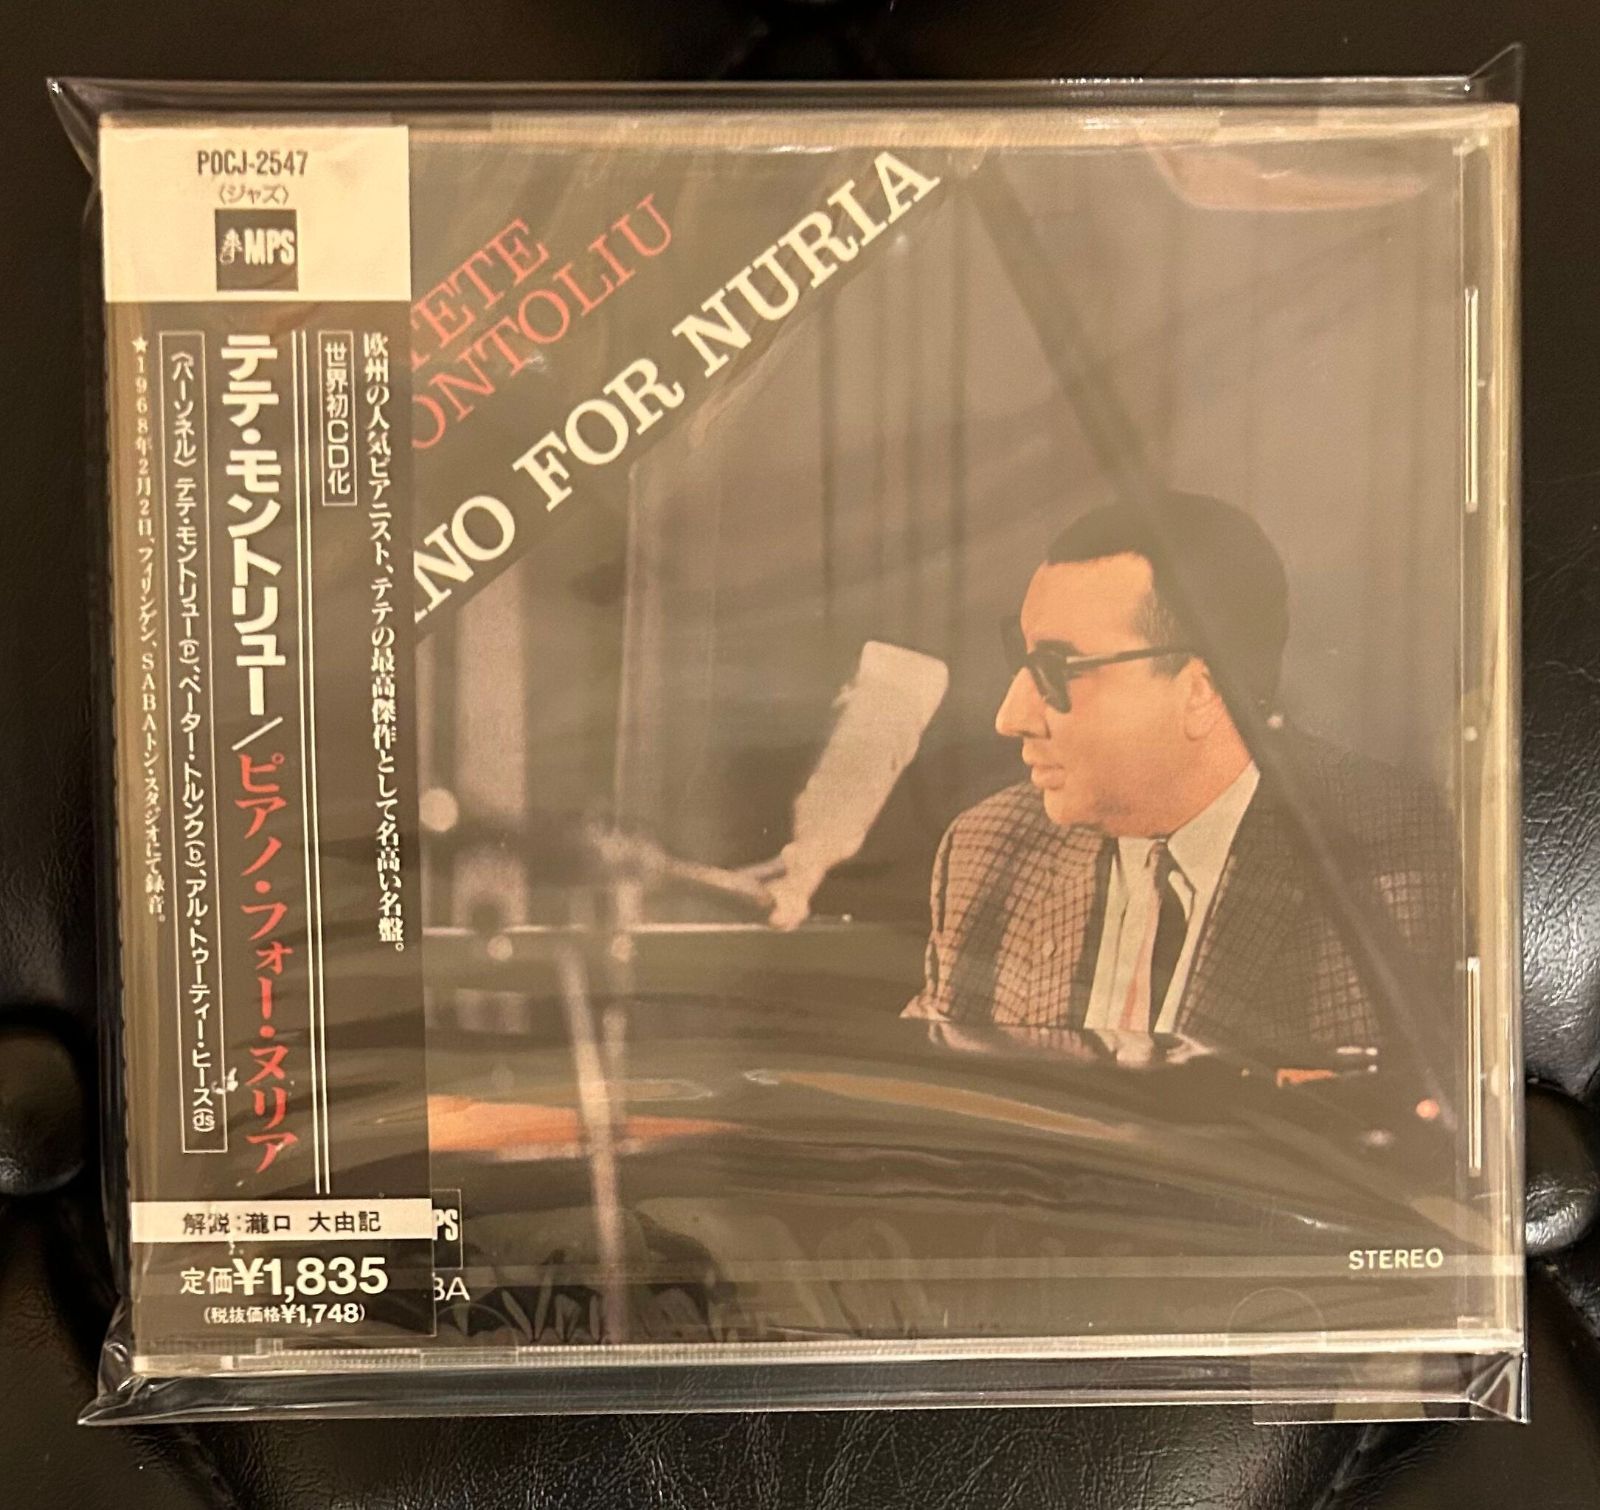 POCJ-2547
〈ジャズ〉
MPS
欧州の人気ピアニスト、テテの最高傑作として名高い名盤。
世界初CD化
テテ・モントリュー/ピアノ・フォー・ヌリア
《パーソネル》 テテ・モントリュー(p)、ペーター・トルンク(b)、アル・トゥーティー・ヒース(ds)
★1968年2月2日、フィリンゲン、SABAトン・スタジオにて録音。
解説:瀧口 大由記
定価¥1,835
(税抜価格¥1,748)
TETE
ONTOLIU
ANO FOR NURIA
PS
BA
STEREO